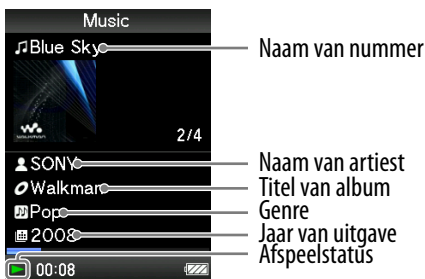 Music
Blue Sky
Naam van nummer
WALKMAN
2/4
SONY
Naam van artiest
Walkman
Titel van album
Pop
Genre
2008
Jaar van uitgave
Afspeelstatus
00:08